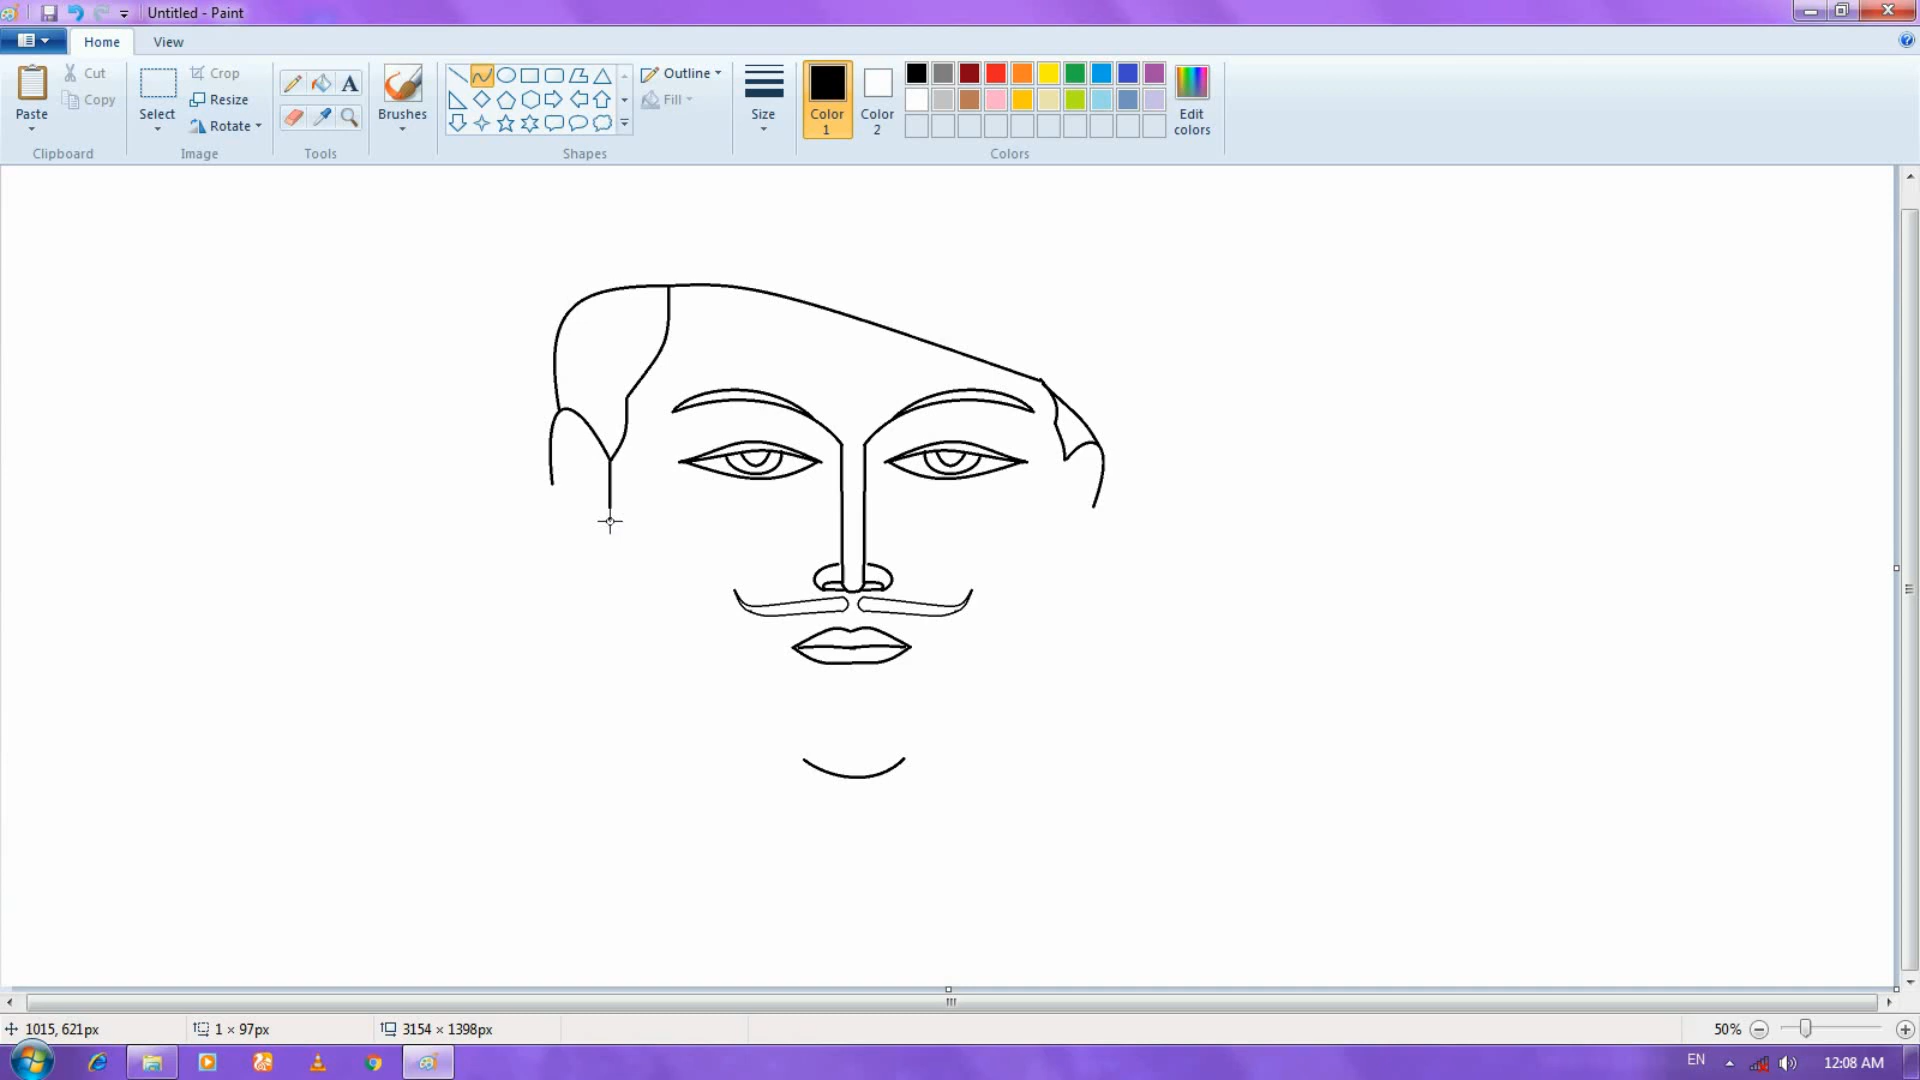 Untitled - Paint
Home View
Paste
Cut
Copy
Clipboard
Select
Crop
Resize
Rotate
Image
A
Tools
Brushes
Shapes
Outline
Fill
Size
Color 1
Color 2
Edit colors
Colors
1015, 621px 1 × 97px 3154 × 1398px 50%
EN 12:08 AM